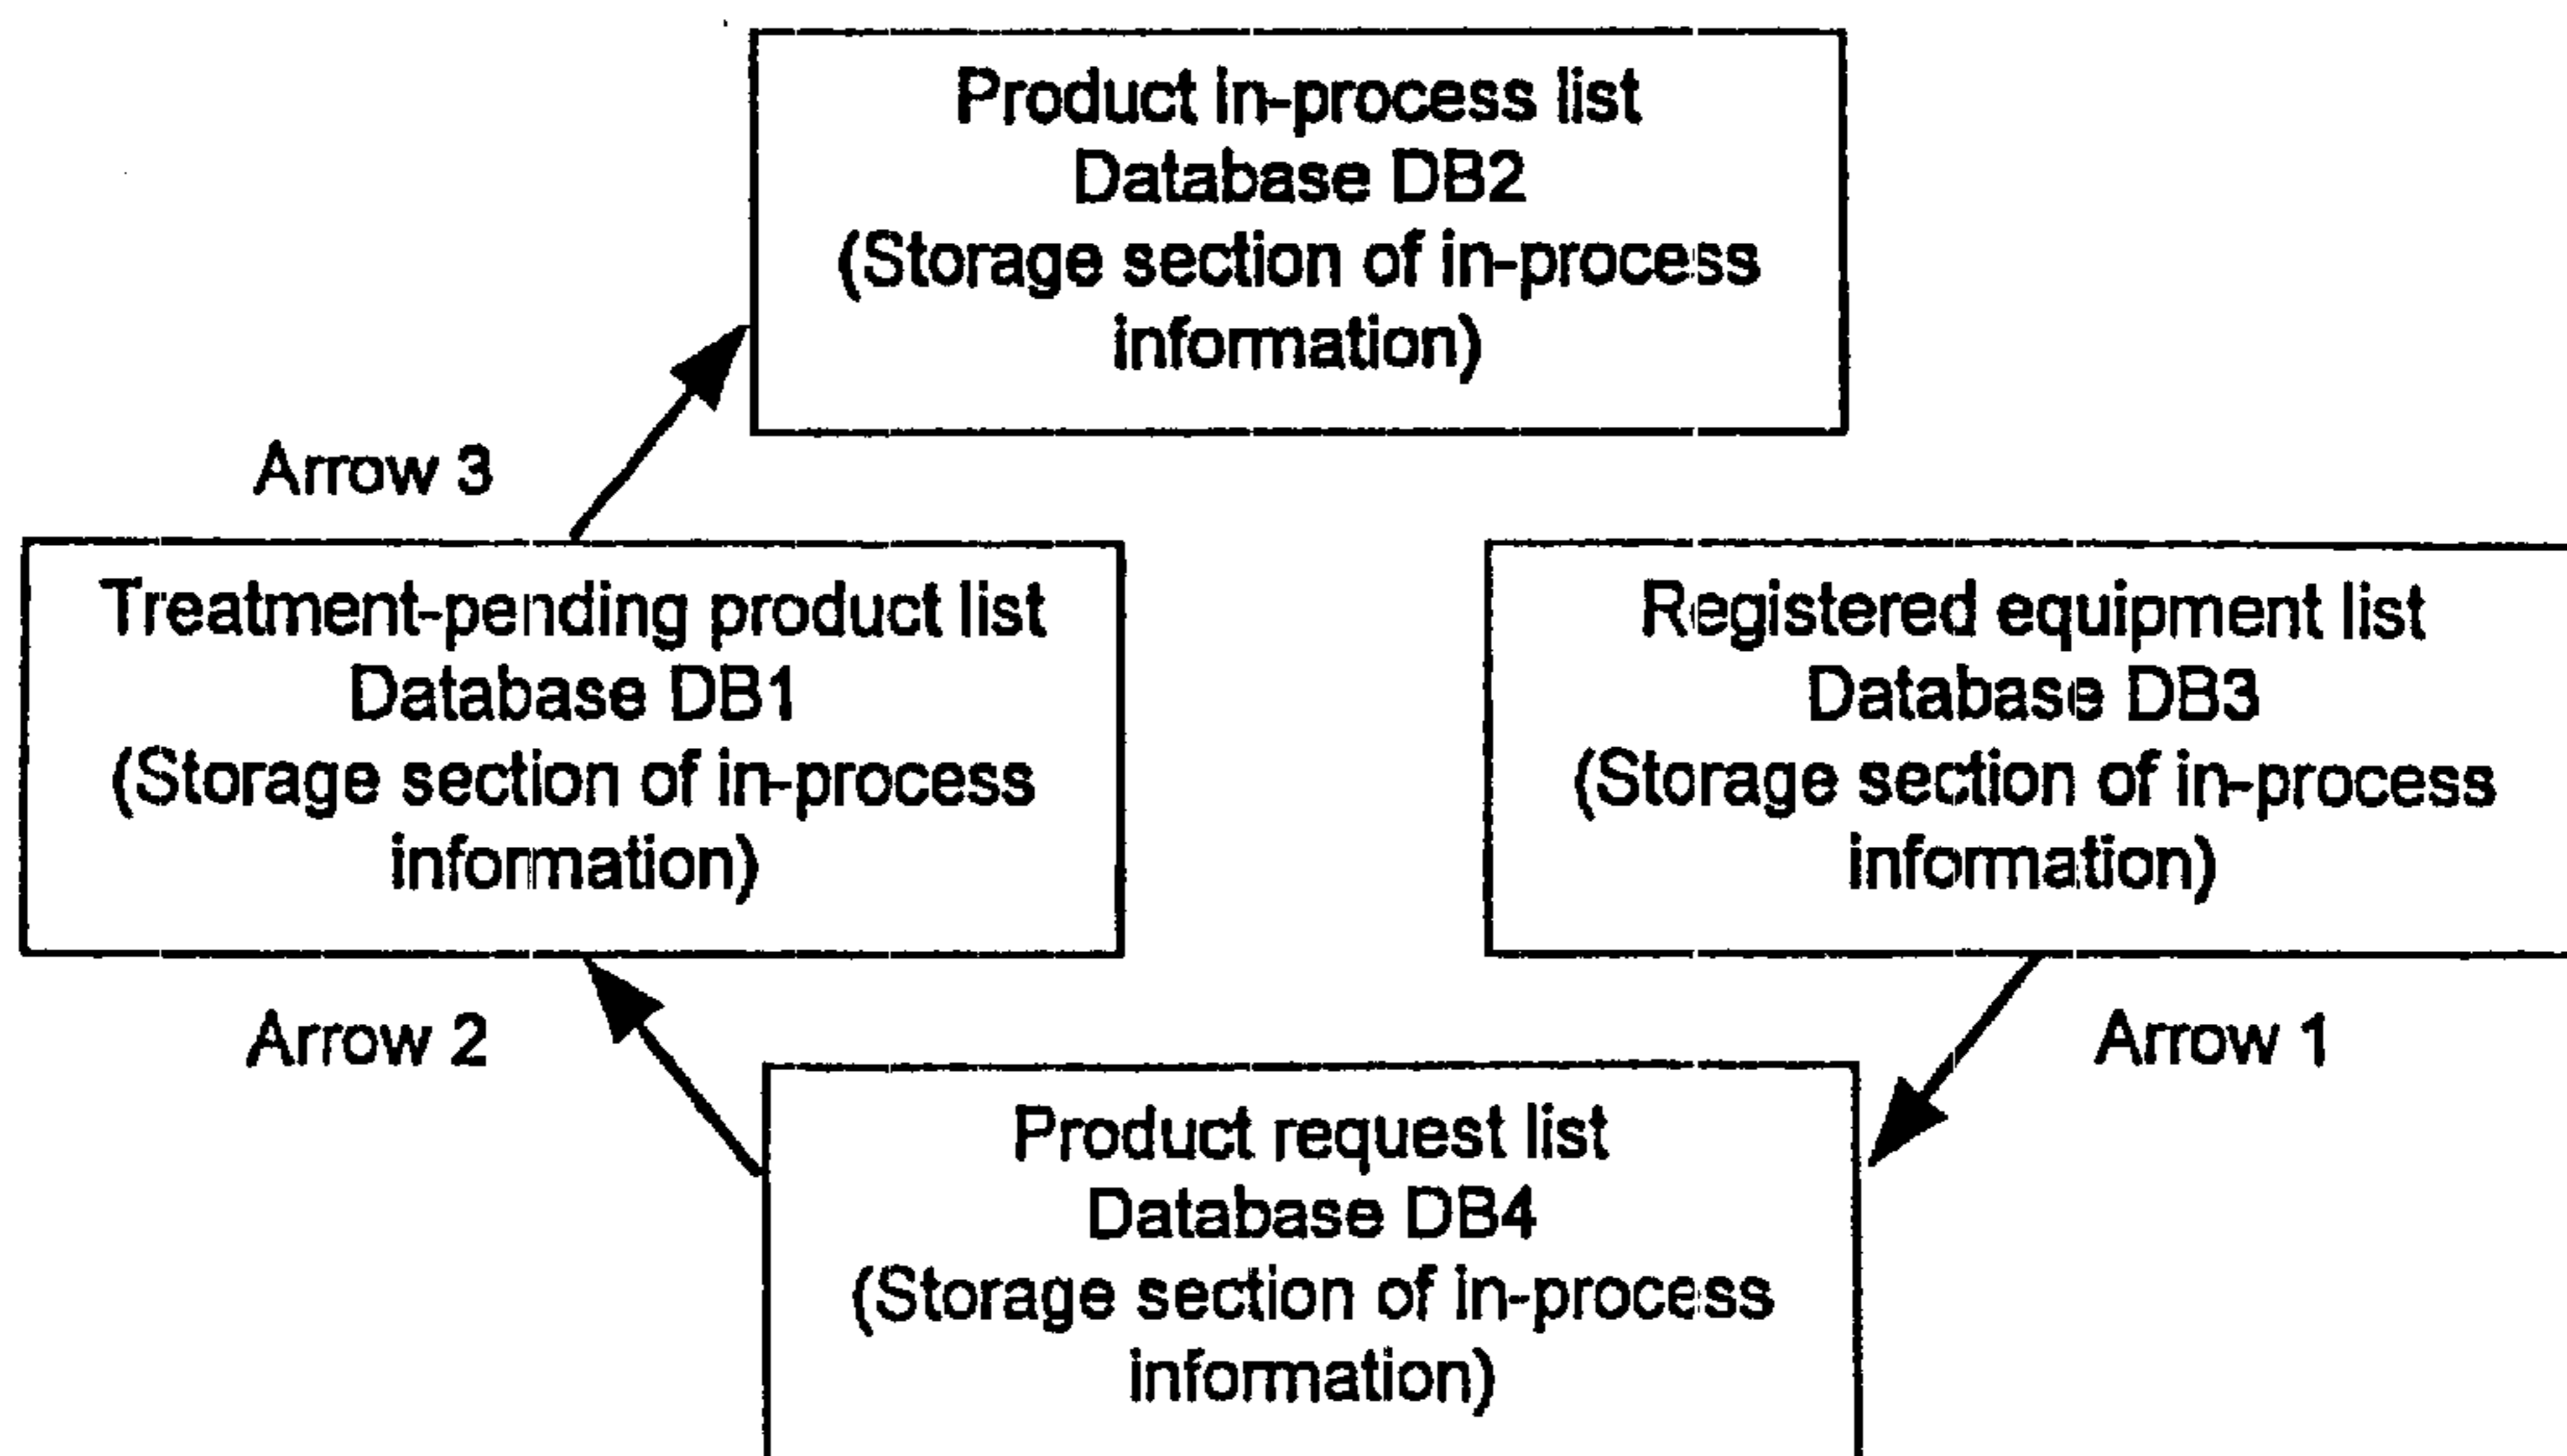 Product in-process list
Database DB2
(Storage section of in-process
information)
Arrow 3
Treatment-pending product list
Database DB1
(Storage section of in-process
information)
Registered equipment list
Database DB3
(Storage section of in-process
information)
Arrow 2
Arrow 1
Product request list
Database DB4
(Storage section of in-process
information)